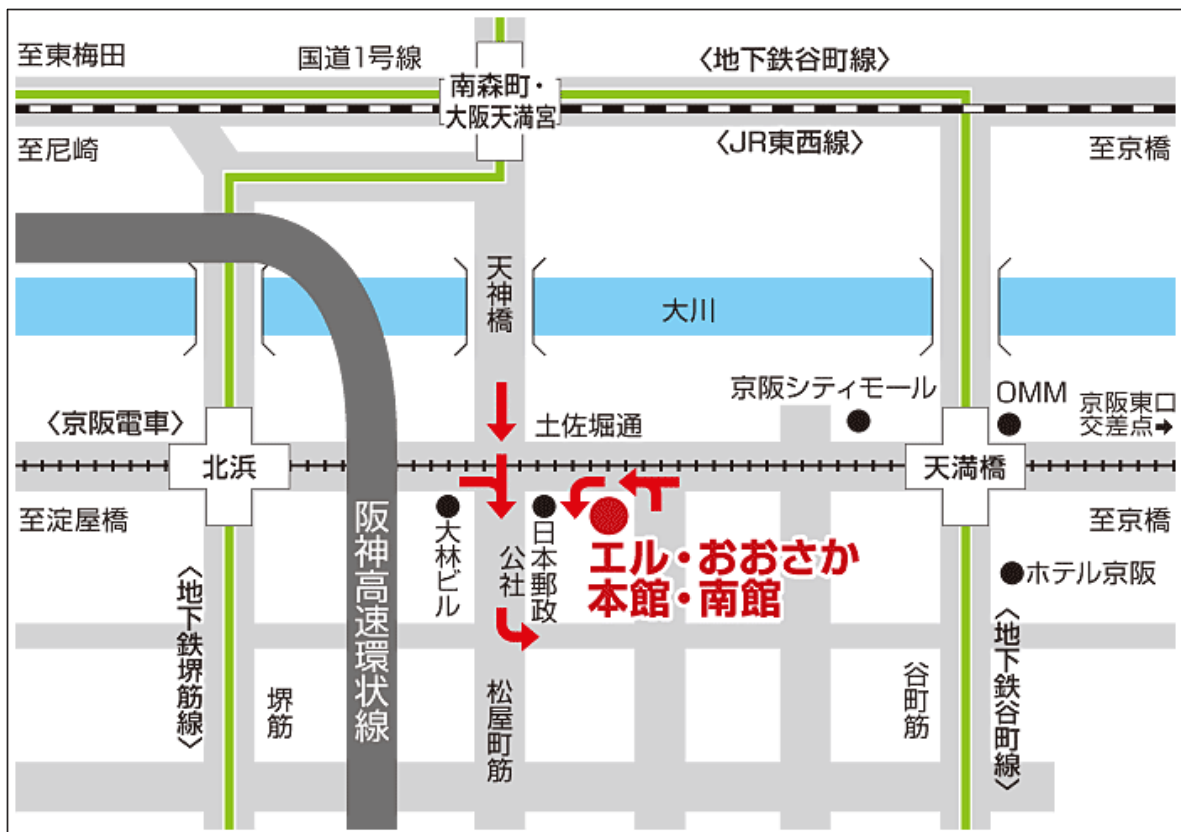 至東梅田
国道1号線
〈地下鉄谷町線〉
南森町・
大阪天満宮
至尼崎
〈JR東西線〉
至京橋
天神橋
大川
京阪シティモール
OMM
京阪東口
交差点➡
〈京阪電車〉
土佐堀通
北浜
天満橋
至淀屋橋
阪神高速環状線
大林ビル
公社
日本郵政
エル・おおさか
本館・南館
至京橋
ホテル京阪
〈地下鉄堺筋線〉
堺筋
松屋町筋
谷町筋
〈地下鉄谷町線〉